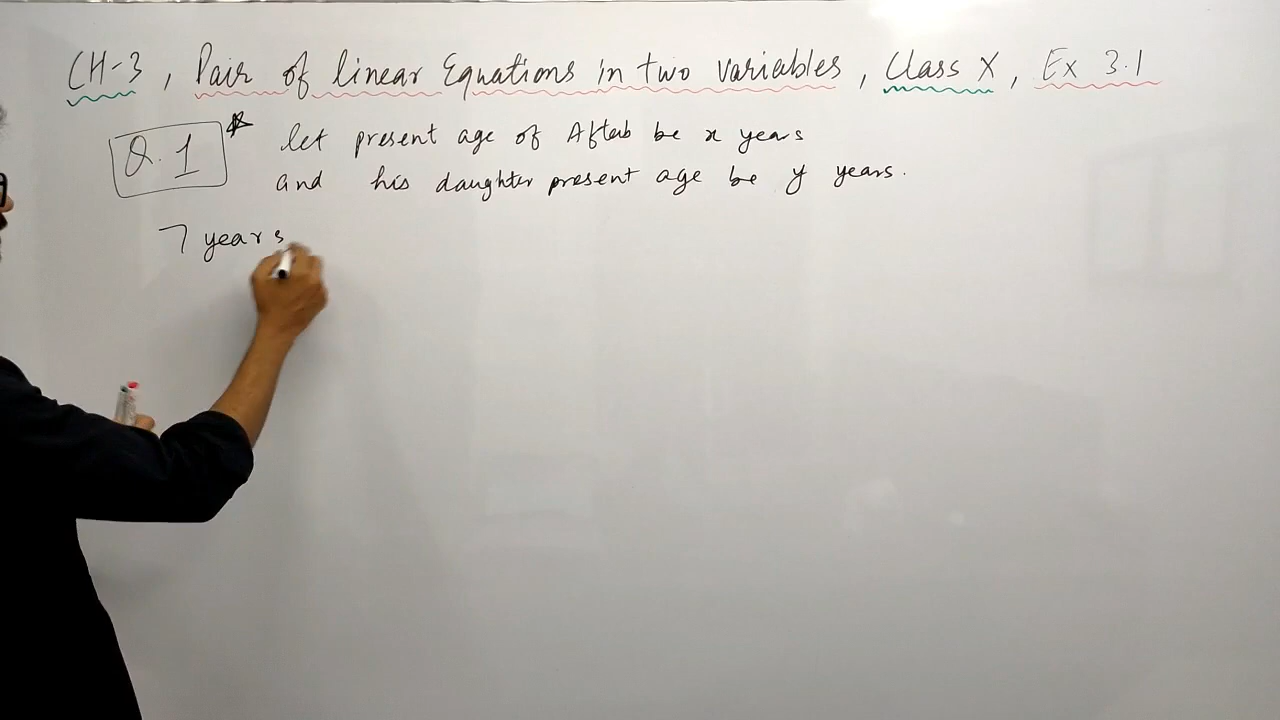 CH-3, Pair of linear Equations in two variables, Class X, Ex 3.1
Q.1 * let present age of Aftab be x years
and his daughter present age be y years.
7 years